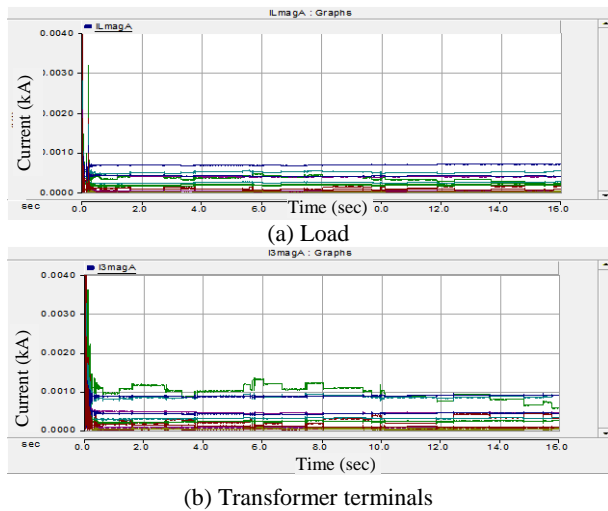 ILmagA : Graphs
ILmagA
0.0040
0.0030
0.0020
0.0010
0.0000
Current (kA)
sec 0.0 2.0 4.0 6.0 Time (sec) 10.0 12.0 14.0 16.0
(a) Load
I3magA : Graphs
I3magA
0.0040
0.0030
0.0020
0.0010
0.0000
Current (kA)
sec 0.0 2.0 4.0 6.0 8.0 10.0 12.0 14.0 16.0
Time (sec)
(b) Transformer terminals